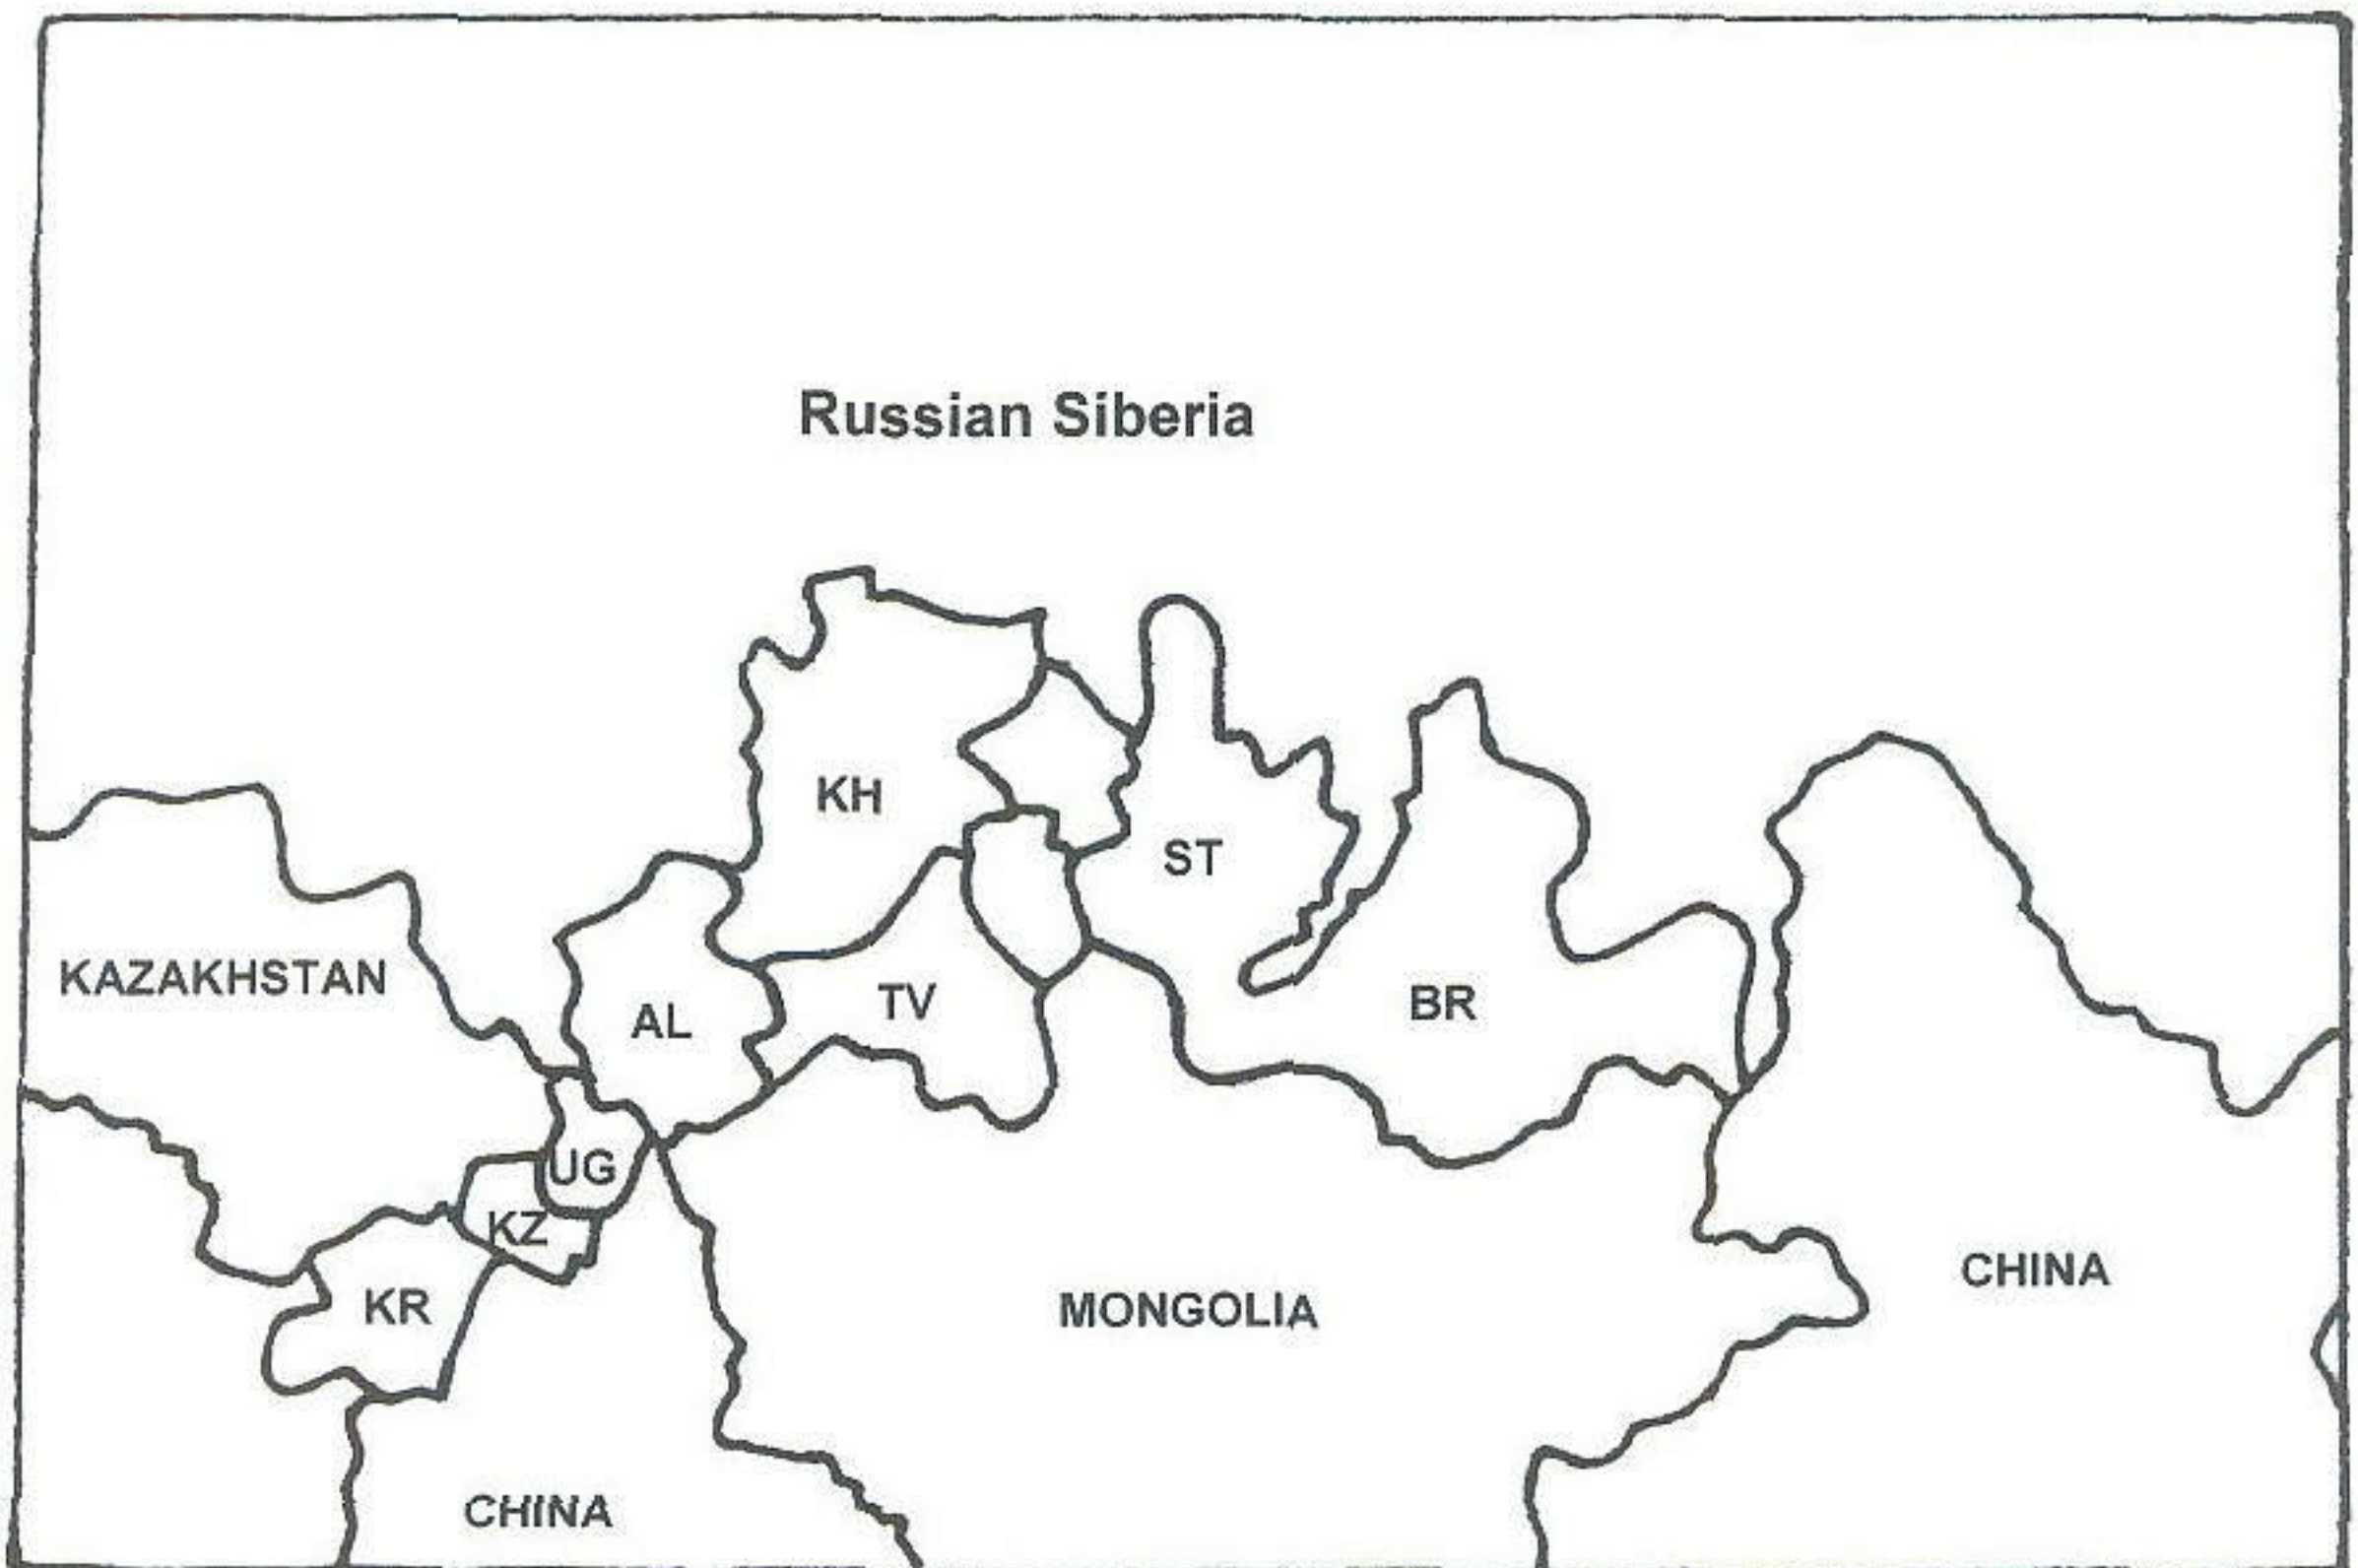 Russian Siberia
KH
ST
KAZAKHSTAN
AL
TV
BR
UG
KZ
KR
MONGOLIA
CHINA
CHINA